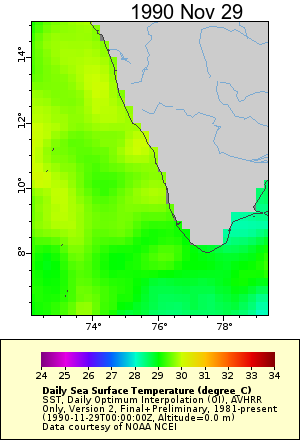 1990 Nov 29
14°
12°
10°
8°
74°
76°
78°
24 25 26 27 28 29 30 31 32 33 34
Daily Sea Surface Temperature (degree_C)
SST, Daily Optimum Interpolation (OI), AVHRR
Only, Version 2, Final+Preliminary, 1981-present
(1990-11-29T00:00:00Z, Altitude=0.0 m)
Data courtesy of NOAA NCEI